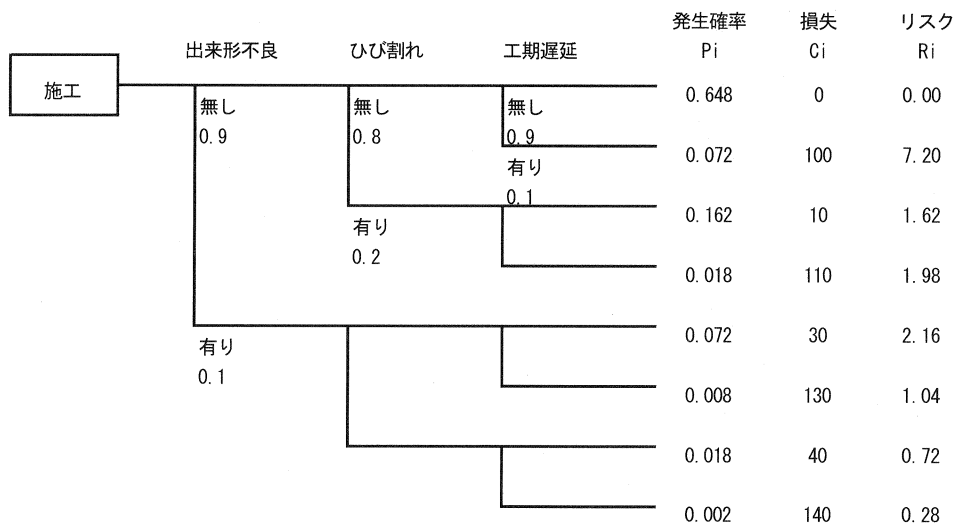 発生確率 損失 リスク
出来形不良 ひび割れ 工期遅延 Pi Ci Ri
施工
0.648 0 0.00
無し 無し 無し
0.9 0.8 0.9
0.072 100 7.20
有り
0.1
0.162 10 1.62
有り
0.2
0.018 110 1.98
0.072 30 2.16
有り
0.1
0.008 130 1.04
0.018 40 0.72
0.002 140 0.28